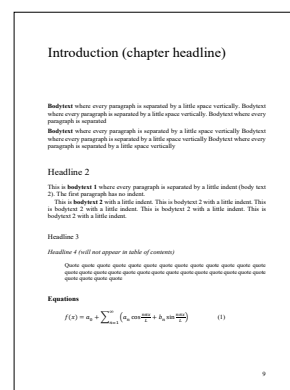 Introduction (chapter headline)
Bodytext where every paragraph is separated by a little space vertically. Bodytext
where every paragraph is separated by a little space vertically. Bodytext where every
paragraph is separated
Bodytext where every paragraph is separated by a little space vertically Bodytext
where every paragraph is separated by a little space vertically Bodytext where every
paragraph is separated by a little space vertically
Headline 2
This is bodytext 1 where every paragraph is separated by a little indent (body text
2). The first paragraph has no indent.
This is bodytext 2 with a little indent. This is bodytext 2 with a little indent. This
is bodytext 2 with a little indent. This is bodytext 2 with a little indent. This is
bodytext 2 with a little indent.
Headline 3
Headline 4 (will not appear in table of contents)
Quote quote quote quote quote quote quote quote quote quote quote quote
quote quote quote quote quote quote quote quote quote quote quote quote
quote quote quote quote
Equations
f(x) = a₀ + ∑ₙ₌₁^∞ (aₙ cos nπx/L + bₙ sin nπx/L) (1)
9